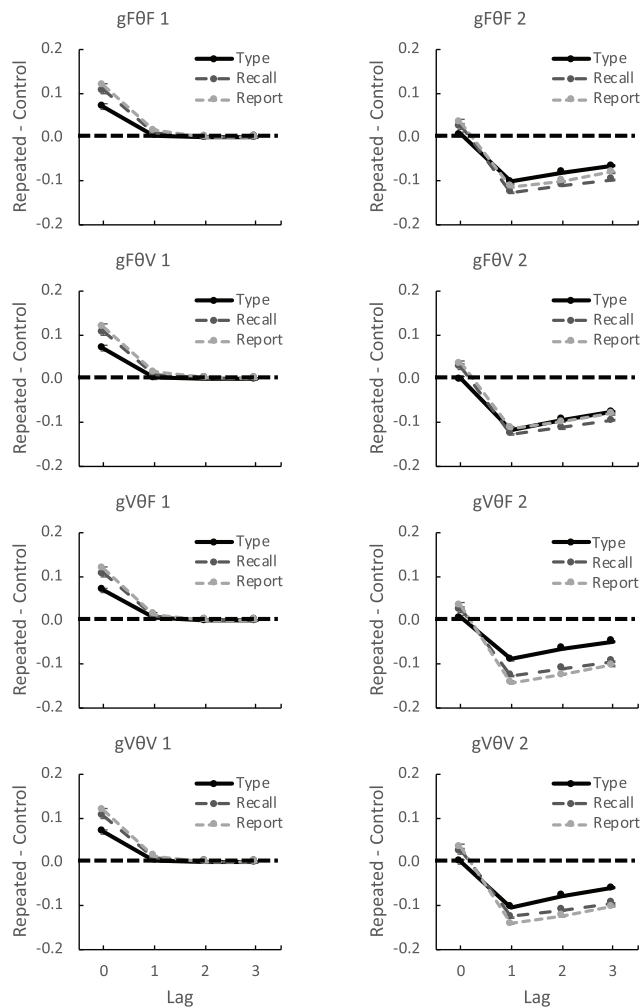 gFθF 1
Repeated - Control
0.2
0.1
0.0
-0.1
-0.2
Type
Recall
Report
gFθF 2
Repeated - Control
0.2
0.1
0.0
-0.1
-0.2
Type
Recall
Report
gFθV 1
Repeated - Control
0.2
0.1
0.0
-0.1
-0.2
Type
Recall
Report
gFθV 2
Repeated - Control
0.2
0.1
0.0
-0.1
-0.2
Type
Recall
Report
gVθF 1
Repeated - Control
0.2
0.1
0.0
-0.1
-0.2
Type
Recall
Report
gVθF 2
Repeated - Control
0.2
0.1
0.0
-0.1
-0.2
Type
Recall
Report
gVθV 1
Repeated - Control
0.2
0.1
0.0
-0.1
-0.2
Type
Recall
Report
0 1 2 3
Lag
gVθV 2
Repeated - Control
0.2
0.1
0.0
-0.1
-0.2
Type
Recall
Report
0 1 2 3
Lag